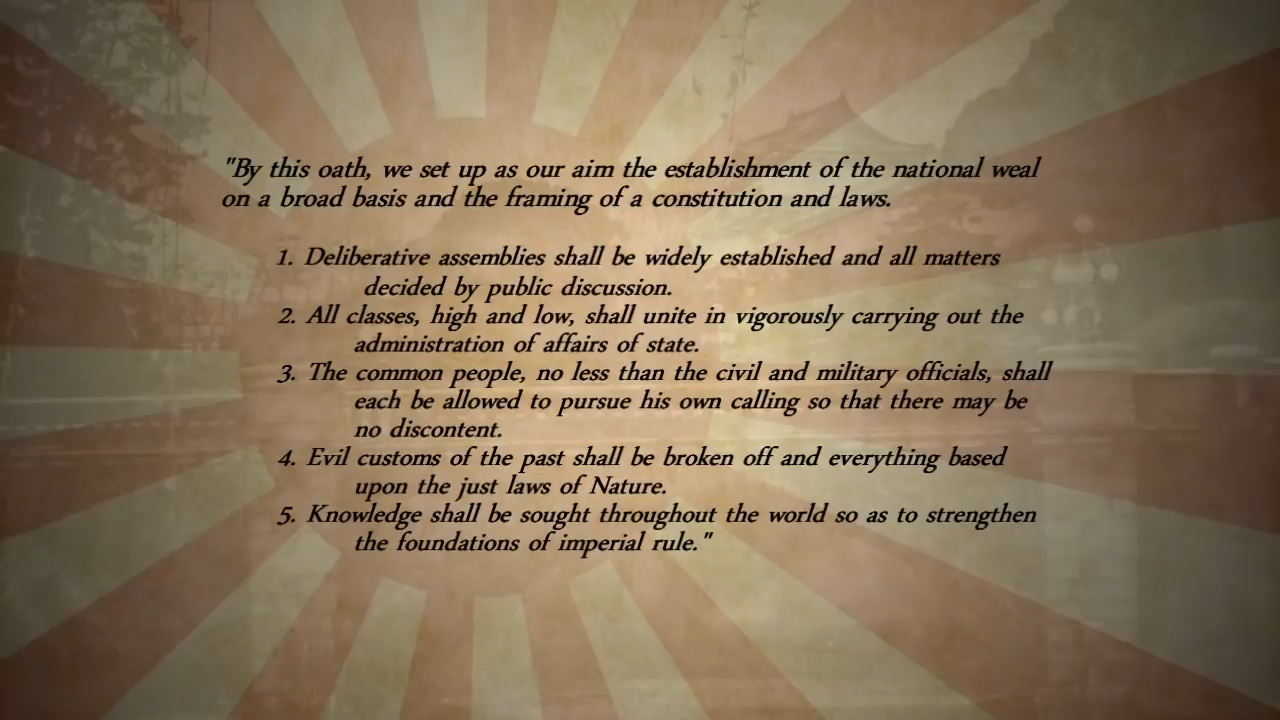 "By this oath, we set up as our aim the establishment of the national weal
on a broad basis and the framing of a constitution and laws.
1. Deliberative assemblies shall be widely established and all matters
decided by public discussion.
2. All classes, high and low, shall unite in vigorously carrying out the
administration of affairs of state.
3. The common people, no less than the civil and military officials, shall
each be allowed to pursue his own calling so that there may be
no discontent.
4. Evil customs of the past shall be broken off and everything based
upon the just laws of Nature.
5. Knowledge shall be sought throughout the world so as to strengthen
the foundations of imperial rule."